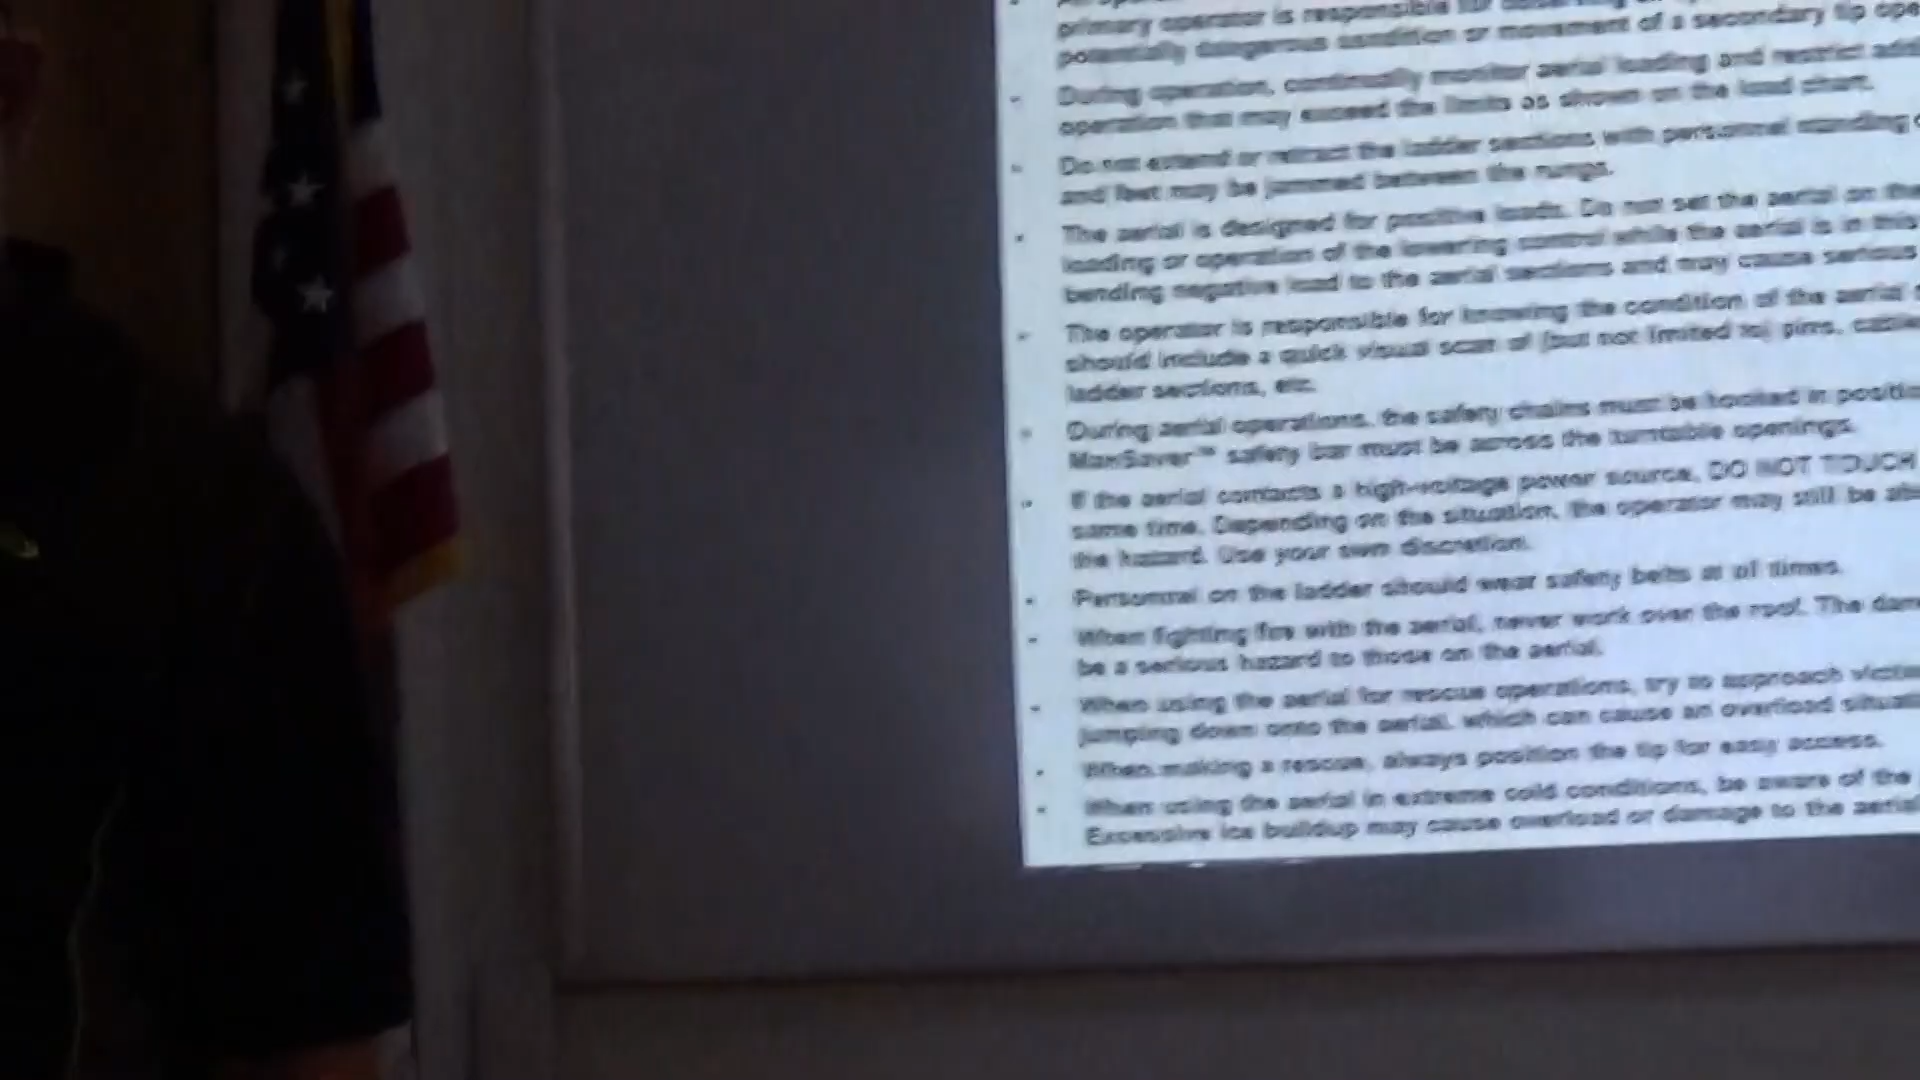 primary operator is responsible for
potentially dangerous condition or movement of a secondary tip
During operation, continually monitor aerial loading and restrict
operation that may exceed the limits as shown on the load chart.
Do not extend or retract the ladder sections with personnel standing
and feet may be jammed between the rungs.
The aerial is designed for positive loads. Do not set the aerial on the
loading or operation of the lowering control while the aerial is in this
bending negative load to the aerial sections and may cause serious
The operator is responsible for knowing the condition of the aerial
should include a quick visual scan of (but not limited to) pins,
ladder sections, etc.
During aerial operations, the safety chains must be hooked in
ManSaver™ safety bar must be across the turntable openings.
If the aerial contacts a high-voltage power source, DO NOT TOUCH
same time. Depending on the situation, the operator may still be
the hazard. Use your own discretion.
Personnel on the ladder should wear safety belts at all times.
When fighting fire with the aerial, never work over the roof. The
be a serious hazard to those on the aerial.
When using the aerial for rescue operations, try to approach
jumping down onto the aerial, which can cause an overload
When making a rescue, always position the tip for easy access.
When using the aerial in extreme cold conditions, be aware of the
Excessive ice buildup may cause overload or damage to the aerial